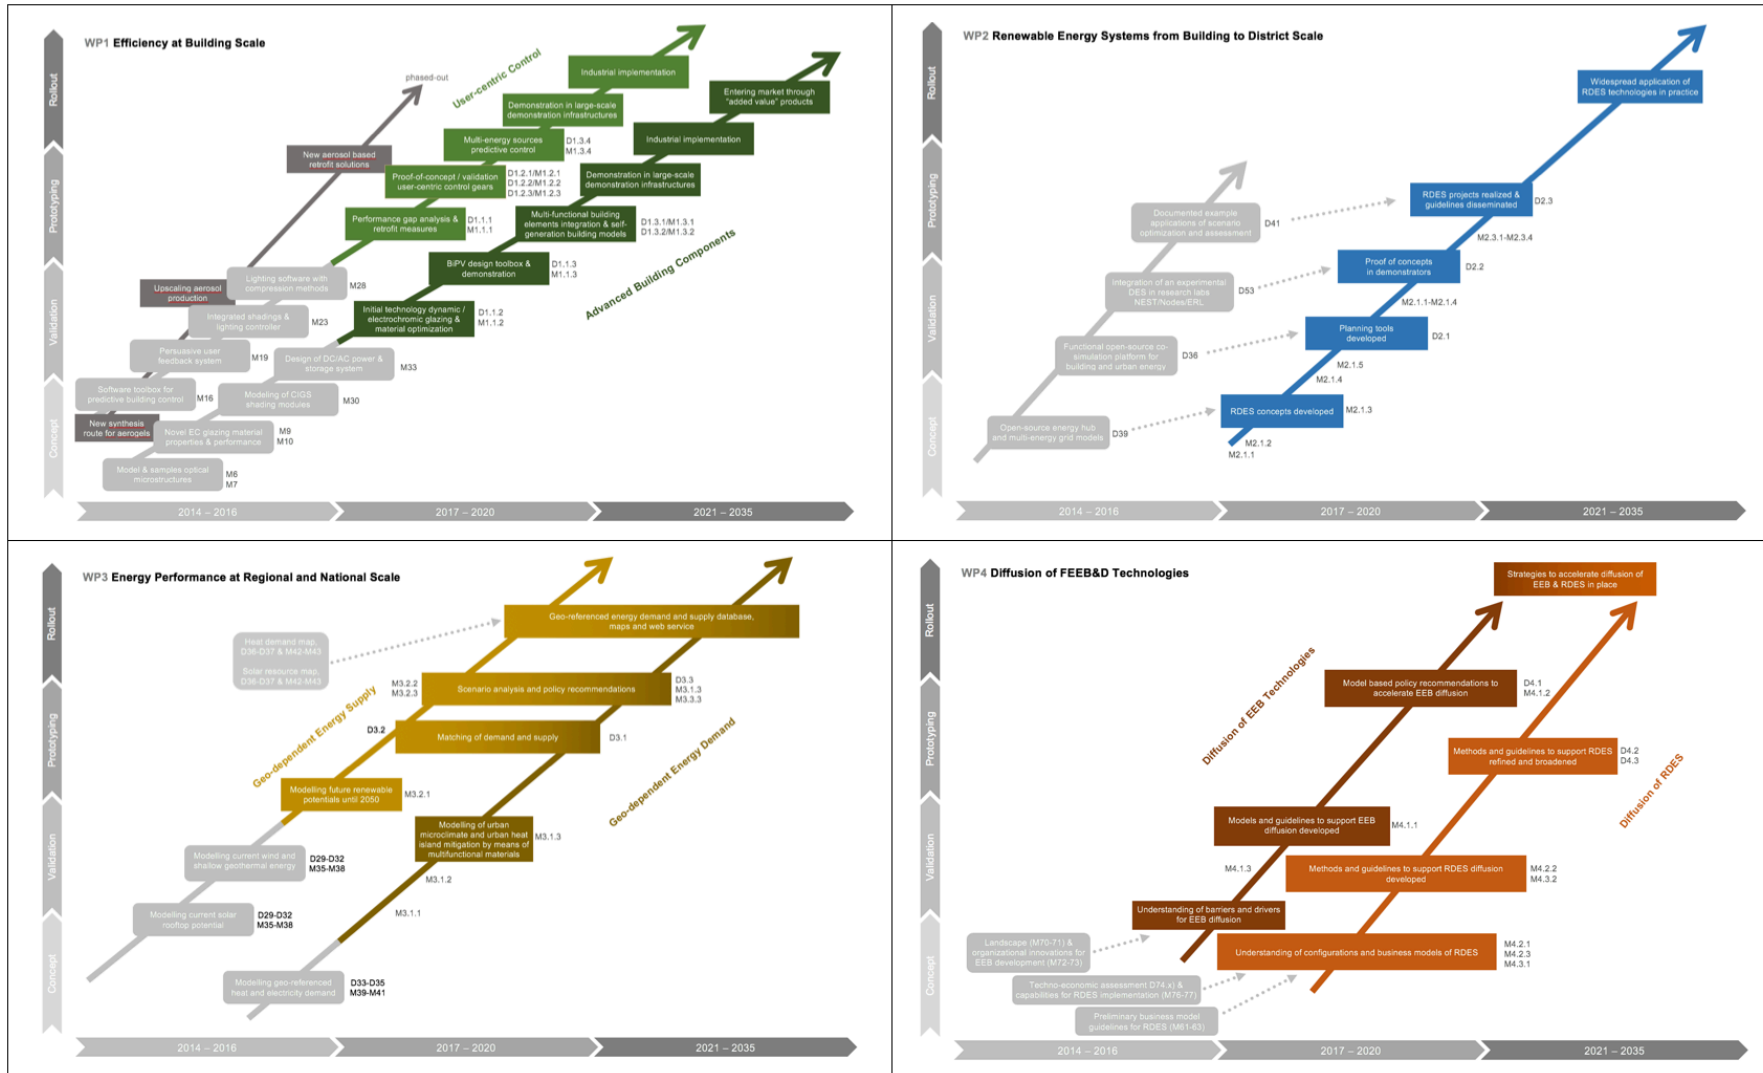 WP1 Efficiency at Building Scale
Rollout
Prototyping
Validation
Concept
phased-out
User-centric Control
Industrial implementation
Demonstration in large-scale
demonstration infrastructures
Multi-energy sources
predictive control
D1.3.4
M1.3.4
New aerosol based
retrofit solutions
Proof-of-concept / validation
user-centric control gears
D1.2.1/M1.2.1
D1.2.2/M1.2.2
D1.2.3/M1.2.3
Performance gap analysis &
retrofit measures
D1.1.1
M1.1.1
Entering market through
"added value" products
Industrial implementation
Demonstration in large-scale
demonstration infrastructures
Multi-functional building
elements integration & self-
generation building models
D1.3.1/M1.3.1
D1.3.2/M1.3.2
BiPV design toolbox &
demonstration
D1.1.3
M1.1.3
Advanced Building Components
Lighting software with
compression methods
M28
Upscaling aerosol
production
Initial technology dynamic /
electrochromic glazing &
material optimization
D1.1.2
M1.1.2
Integrated shadings &
lighting controller
M23
Persuasive user
feedback system
M19
Design of DC/AC power &
storage system
M33
Software toolbox for
predictive building control
M16
Modeling of CIGS
shading modules
M30
New synthesis
route for aerogels
Novel EC glazing material
properties & performance
M9
M10
Model & samples optical
microstructures
M6
M7
2014 – 2016
2017 – 2020
2021 – 2035
WP2 Renewable Energy Systems from Building to District Scale
Rollout
Prototyping
Validation
Concept
Widespread application of
RDES technologies in practice
RDES projects realized &
guidelines disseminated
D2.3
Documented example
applications of scenario
optimization and assessment
D41
M2.3.1-M2.3.4
Proof of concepts
in demonstrators
D2.2
Integration of an experimental
DES in research labs
NEST/Nodes/ERL
D53
M2.1.1-M2.1.4
Planning tools
developed
D2.1
Functional open-source co-
simulation platform for
building and urban energy
D36
M2.1.5
M2.1.4
RDES concepts developed
M2.1.3
Open-source energy hub
and multi-energy grid models
D39
M2.1.2
M2.1.1
2014 – 2016
2017 – 2020
2021 – 2035
WP3 Energy Performance at Regional and National Scale
Rollout
Prototyping
Validation
Concept
Geo-referenced energy demand and supply database,
maps and web service
Heat demand map,
D36-D37 & M42-M43
Solar resource map,
D36-D37 & M42-M43
Geo-dependent Energy Supply
M3.2.2
M3.2.3
Scenario analysis and policy recommendations
D3.3
M3.1.3
M3.3.3
D3.2
Matching of demand and supply
D3.1
Geo-dependent Energy Demand
Modelling future renewable
potentials until 2050
M3.2.1
Modelling of urban
microclimate and urban heat
island mitigation by means of
multifunctional materials
M3.1.3
Modelling current wind and
shallow geothermal energy
D29-D32
M35-M38
M3.1.2
Modelling current solar
rooftop potential
D29-D32
M35-M38
M3.1.1
Modelling geo-referenced
heat and electricity demand
D33-D35
M39-M41
2014 – 2016
2017 – 2020
2021 – 2035
WP4 Diffusion of FEEB&D Technologies
Rollout
Prototyping
Validation
Concept
Strategies to accelerate diffusion of
EEB & RDES in place
Diffusion of EEB Technologies
Model based policy recommendations to
accelerate EEB diffusion
D4.1
M4.1.2
Methods and guidelines to support RDES
refined and broadened
D4.2
D4.3
Diffusion of RDES
Models and guidelines to support EEB
diffusion developed
M4.1.1
M4.1.3
Methods and guidelines to support RDES diffusion
developed
M4.2.2
M4.3.2
Understanding of barriers and drivers
for EEB diffusion
Landscape (M70-71) &
organizational innovations for
EEB development (M72-73)
Understanding of configurations and business models of RDES
M4.2.1
M4.2.3
M4.3.1
Techno-economic assessment D74.x) &
capabilities for RDES implementation (M76-77)
Preliminary business model
guidelines for RDES (M61-63)
2014 – 2016
2017 – 2020
2021 – 2035